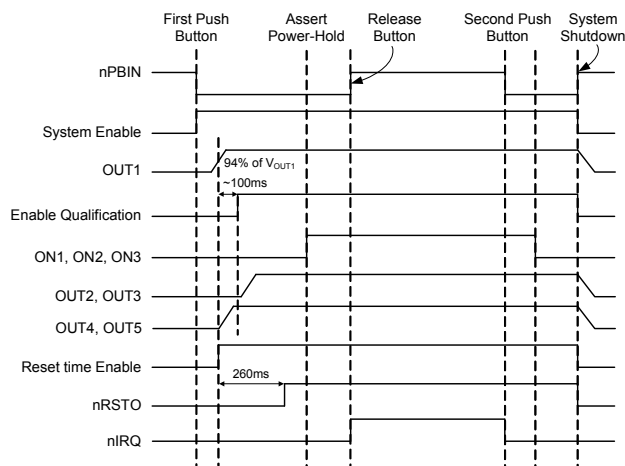 First Push
Button
Assert
Power-Hold
Release
Button
Second Push
Button
System
Shutdown
nPBIN
System Enable
OUT1
94% of VOUT1
~100ms
Enable Qualification
ON1, ON2, ON3
OUT2, OUT3
OUT4, OUT5
Reset time Enable
260ms
nRSTO
nIRQ